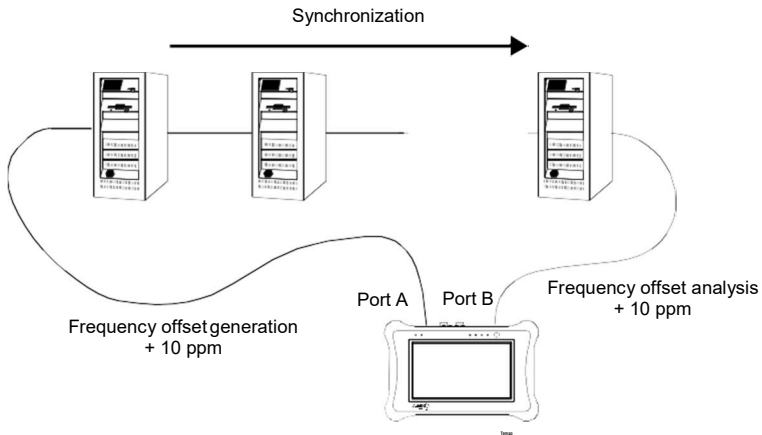 Synchronization
Port A
Port B
Frequency offset analysis
+ 10 ppm
Frequency offset generation
+ 10 ppm